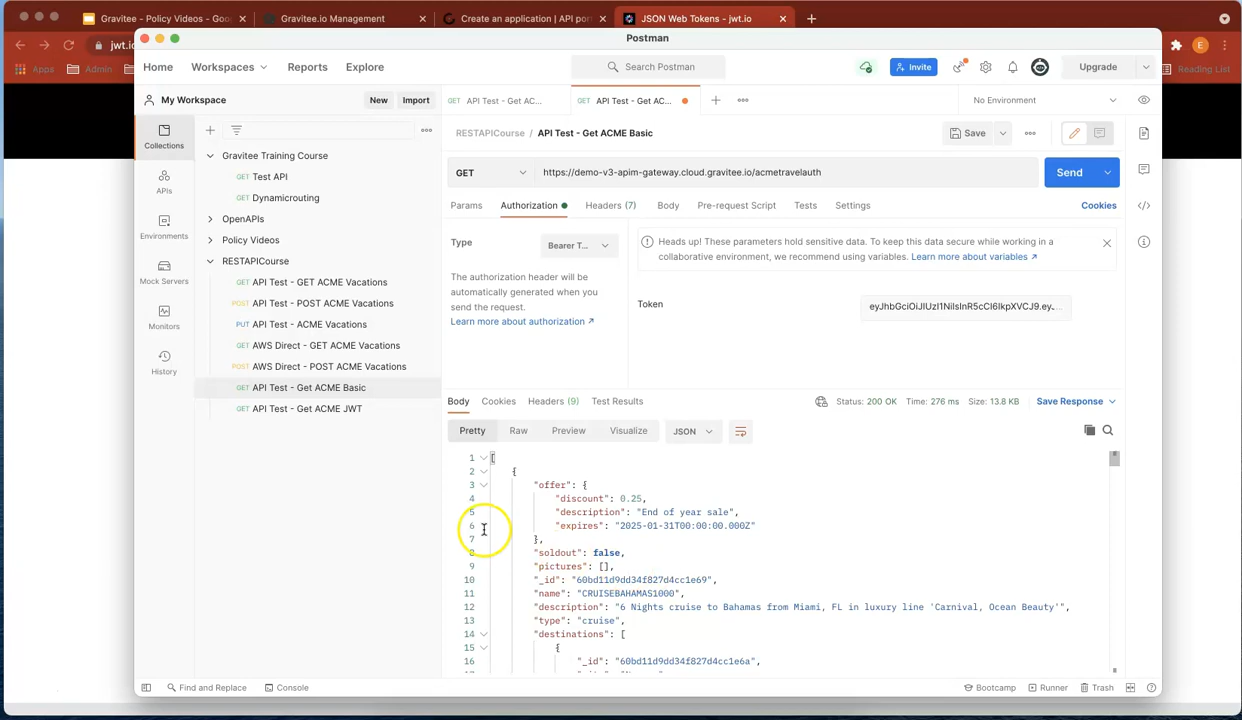 Gravitee - Policy Videos - Goo
Gravitee.io Management
Create an application | API por
JSON Web Tokens - jwt.io
jwt.io
Apps
Admin
Reading List
E
Postman
Home
Workspaces
Reports
Explore
Search Postman
Invite
Upgrade
My Workspace
New
Import
API Test - Get AC...
API Test - Get AC...
No Environment
Collections
APIs
Environments
Mock Servers
Monitors
History
Gravitee Training Course
GET Test API
GET Dynamicrouting
OpenAPIs
Policy Videos
RESTAPICourse
GET API Test - GET ACME Vacations
POST API Test - POST ACME Vacations
PUT API Test - ACME Vacations
GET AWS Direct - GET ACME Vacations
POST AWS Direct - POST ACME Vacations
GET API Test - Get ACME Basic
GET API Test - Get ACME JWT
RESTAPICourse / API Test - Get ACME Basic
Save
GET
https://demo-v3-apim-gateway.cloud.gravitee.io/acmetravelauth
Send
Params
Authorization
Headers (7)
Body
Pre-request Script
Tests
Settings
Cookies
Type
Bearer T...
The authorization header will be
automatically generated when you
send the request.
Learn more about authorization ↗
Heads up! These parameters hold sensitive data. To keep this data secure while working in a
collaborative environment, we recommend using variables. Learn more about variables ↗
Token
Body
Cookies
Headers (9)
Test Results
Status: 200 OK
Time: 276 ms
Size: 13.8 KB
Save Response
Pretty
Raw
Preview
Visualize
JSON
1 [
2 {
3 "offer": {
4 "discount": 0.25,
5 "description": "End of year sale",
6 "expires": "2025-01-31T00:00:00.000Z"
7 },
8 "soldout": false,
9 "pictures": [],
10 "_id": "60bd11d9dd34f827d4cc1e69",
11 "name": "CRUISEBAHAMAS1000",
12 "description": "6 Nights cruise to Bahamas from Miami, FL in luxury line 'Carnival, Ocean Beauty'",
13 "type": "cruise",
14 "destinations": [
15 {
16 "_id": "60bd11d9dd34f827d4cc1e6a",
Find and Replace
Console
Bootcamp
Runner
Trash